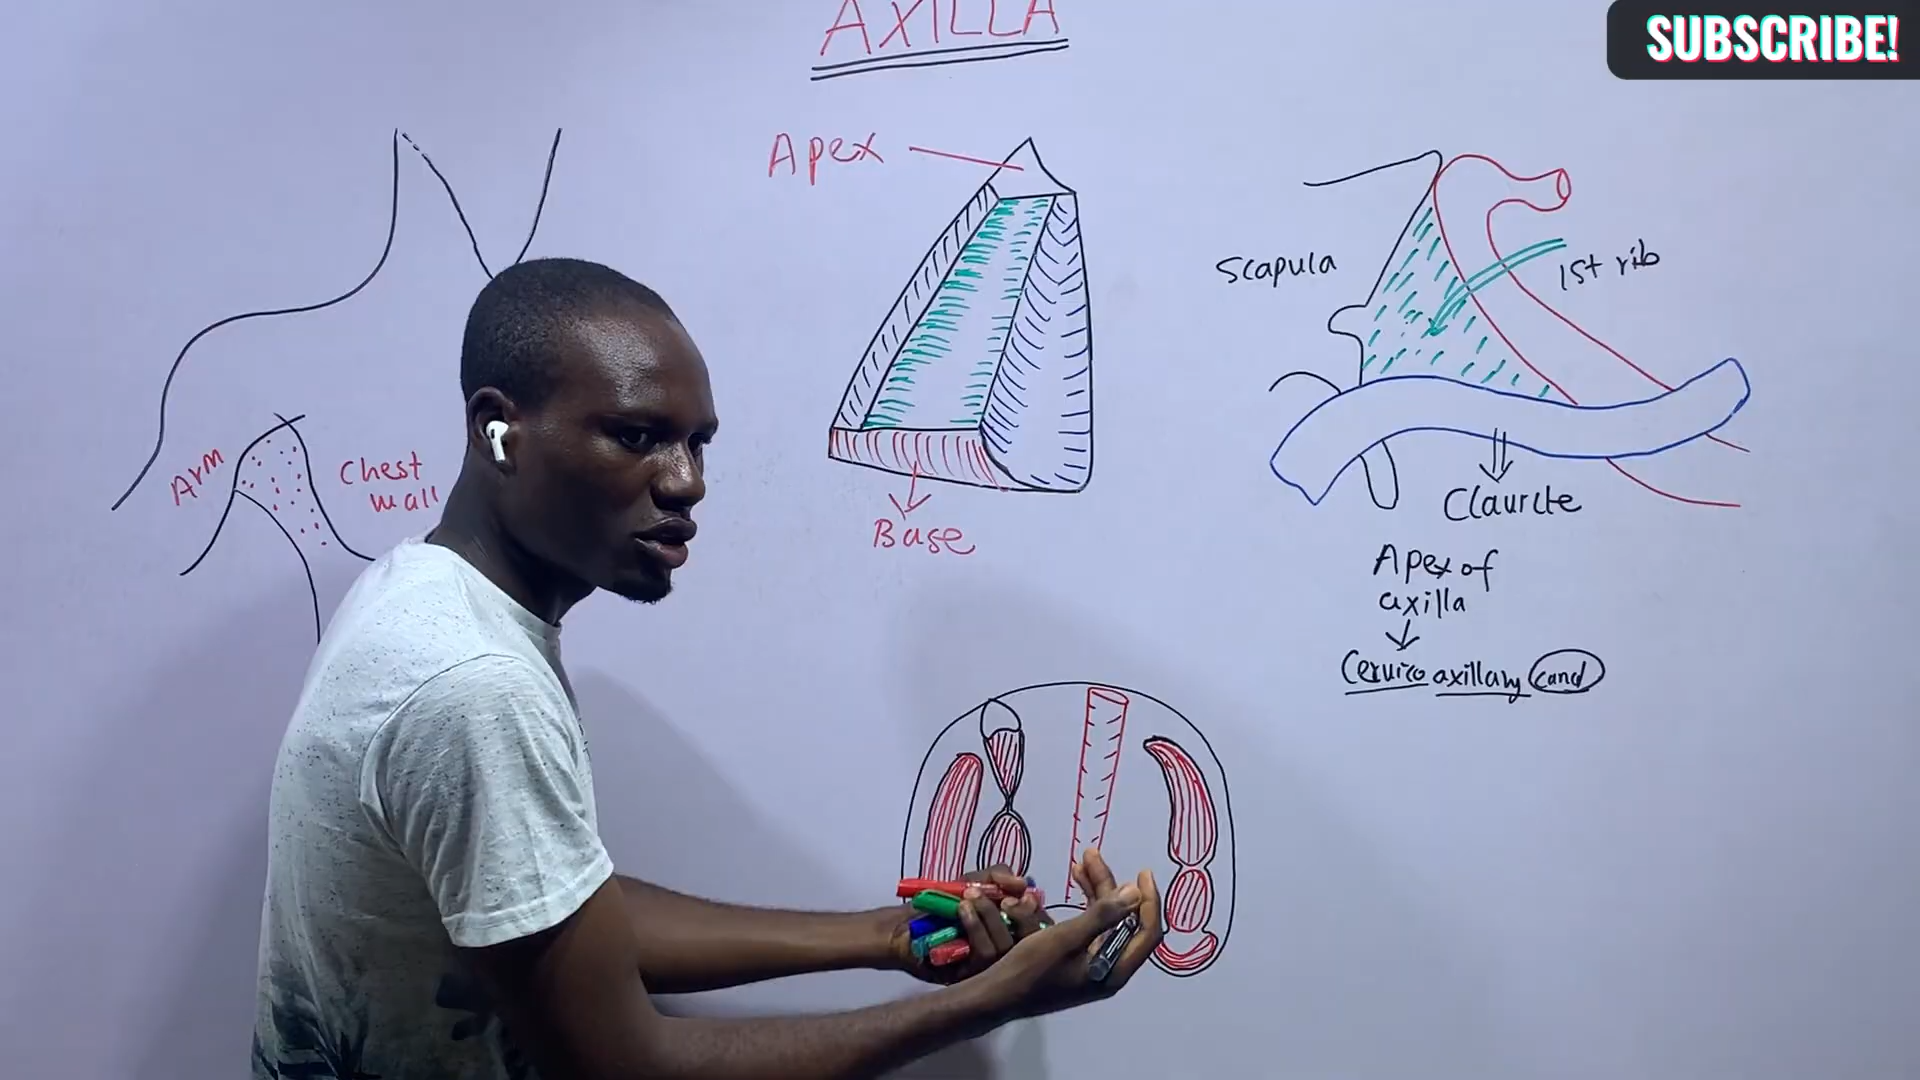 AXILLA
SUBSCRIBE!
Apex
Scapula
1st rib
Arm
Chest
wall
Base
Clavicle
Apex of
axilla
Cervico axillary canal